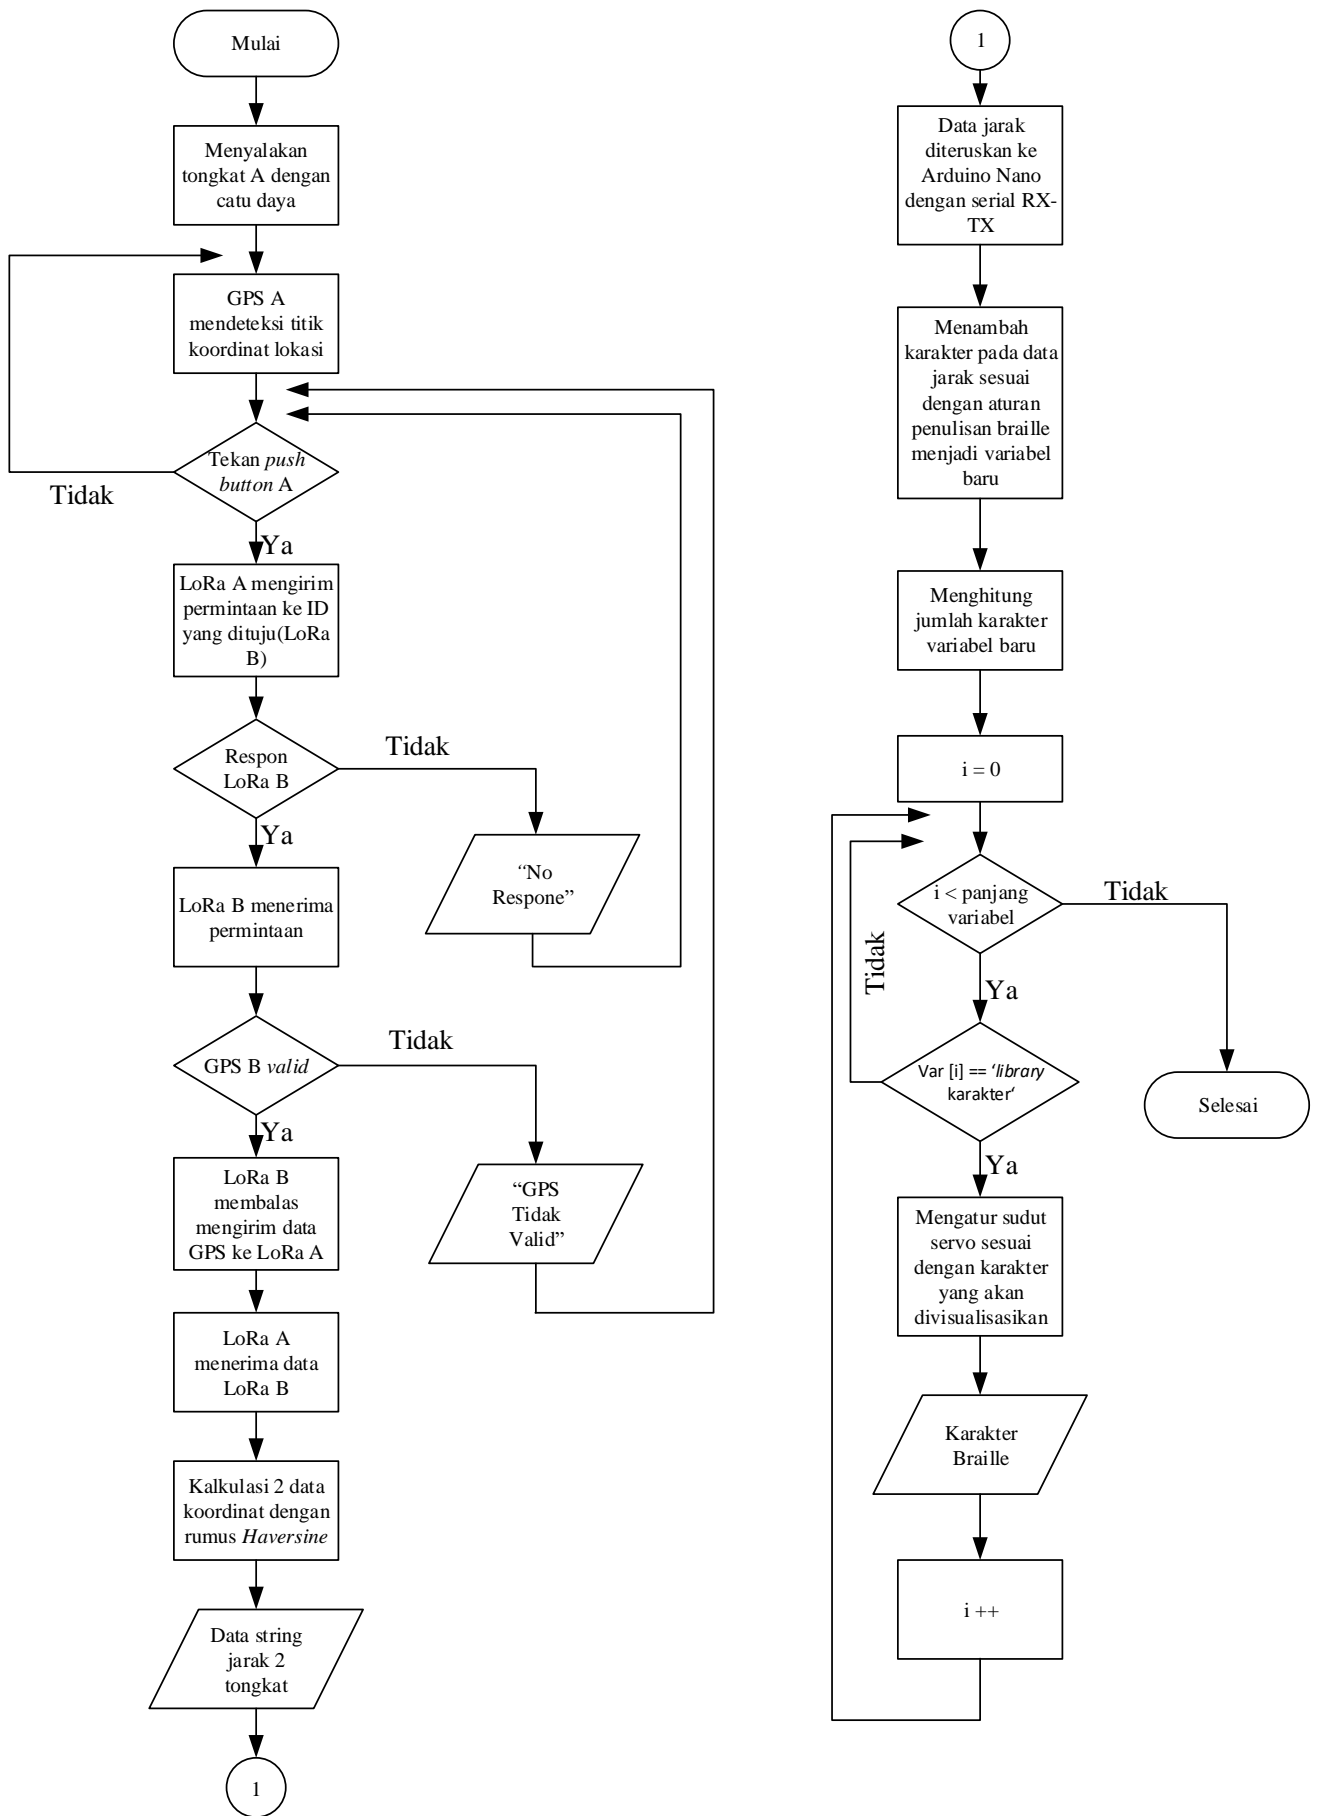 Mulai
Menyalakan
tongkat A dengan
catu daya
GPS A
mendeteksi titik
koordinat lokasi
Tekan push
button A
Tidak
Ya
LoRa A mengirim
permintaan ke ID
yang dituju(LoRa
B)
Respon
LoRa B
Tidak
Ya
“No
Respone”
LoRa B menerima
permintaan
GPS B valid
Tidak
Ya
“GPS
Tidak
Valid”
LoRa B
membalas
mengirim data
GPS ke LoRa A
LoRa A
menerima data
LoRa B
Kalkulasi 2 data
koordinat dengan
rumus Haversine
Data string
jarak 2
tongkat
1
1
Data jarak
diteruskan ke
Arduino Nano
dengan serial RX-
TX
Menambah
karakter pada data
jarak sesuai
dengan aturan
penulisan braille
menjadi variabel
baru
Menghitung
jumlah karakter
variabel baru
i = 0
i < panjang
variabel
Tidak
Tidak
Ya
Var [i] == ‘library
karakter‘
Selesai
Ya
Mengatur sudut
servo sesuai
dengan karakter
yang akan
divisualisasikan
Karakter
Braille
i ++